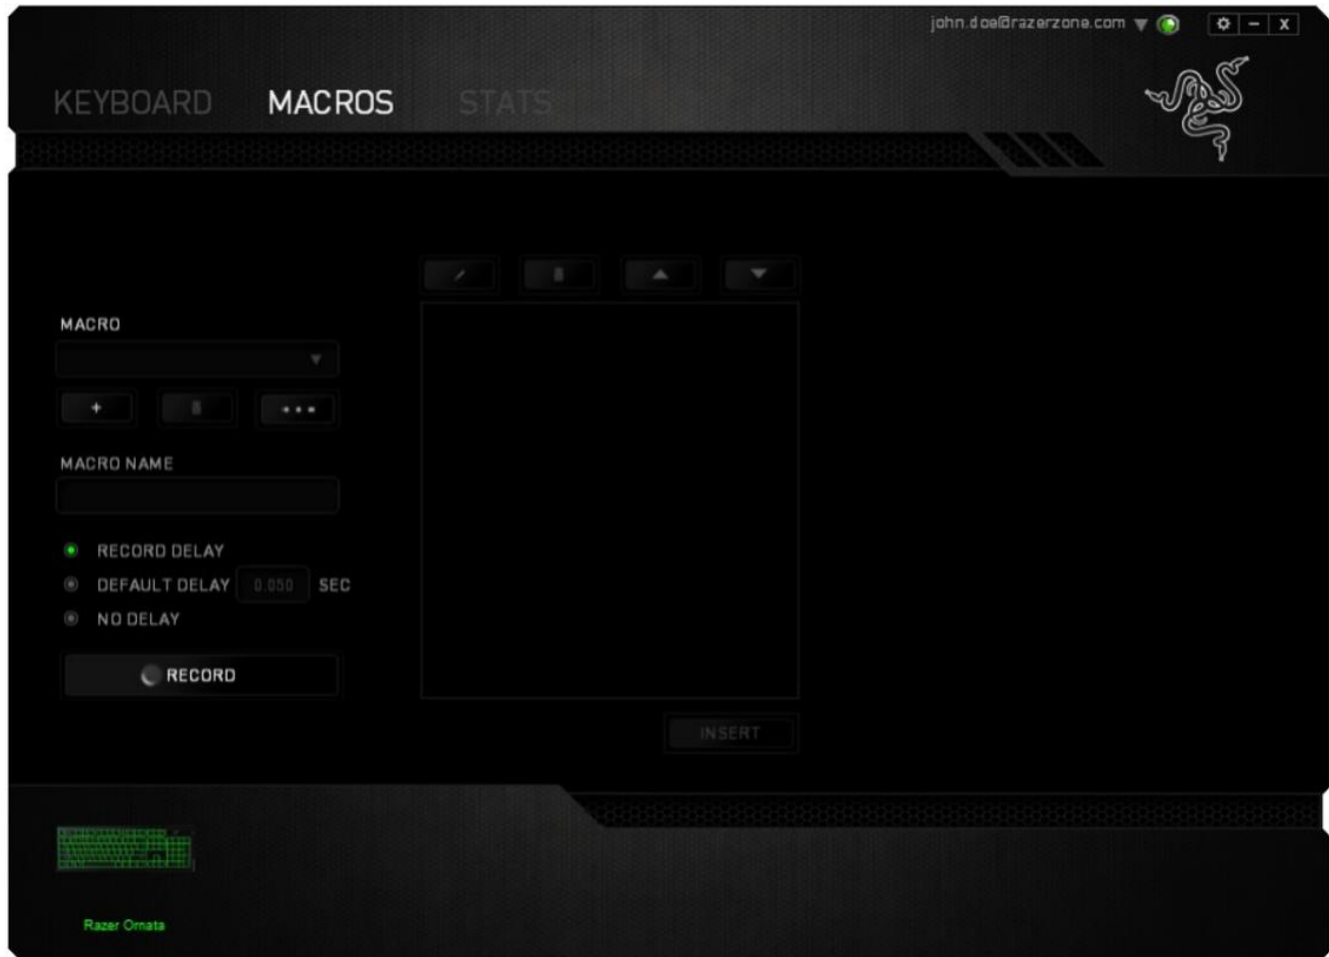 john.doe@razerzone.com
KEYBOARD MACROS STATS
MACRO
MACRO NAME
RECORD DELAY
DEFAULT DELAY 0.050 SEC
NO DELAY
RECORD
INSERT
Razer Ornata